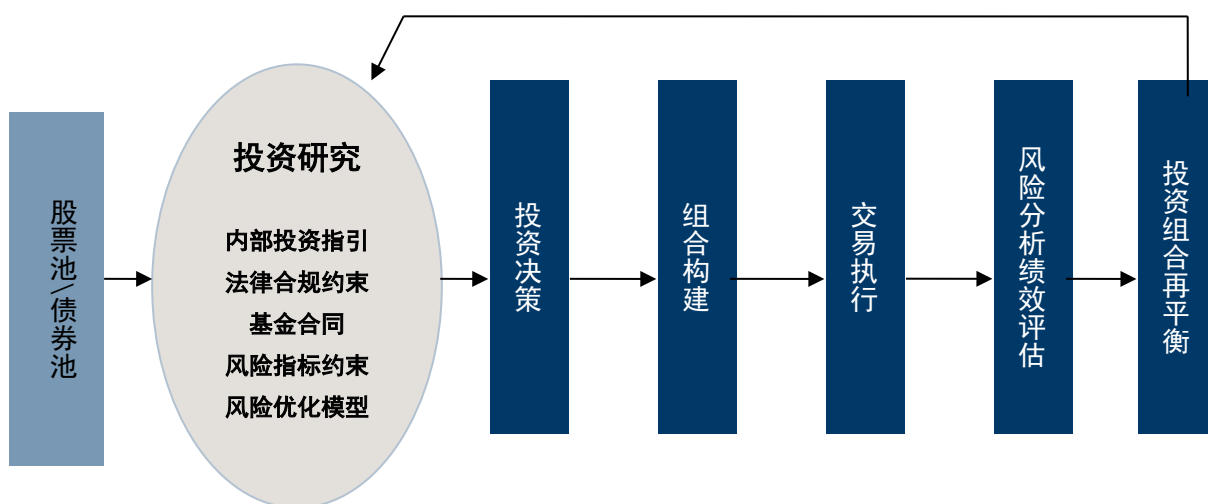 股票池\债券池
投资研究
内部投资指引
法律合规约束
基金合同
风险指标约束
风险优化模型
投资决策
组合构建
交易执行
风险分析绩效评估
投资组合再平衡